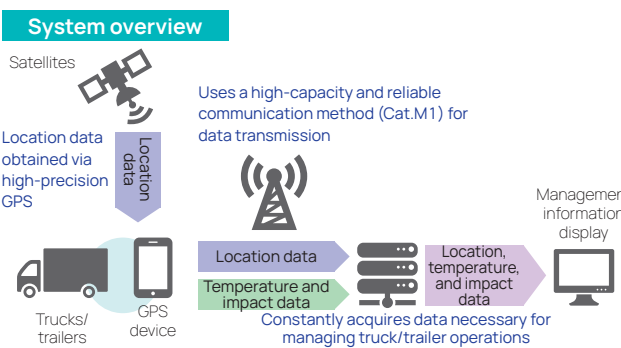 System overview
Satellites
Uses a high-capacity and reliable
communication method (Cat.M1) for
data transmission
Location data
obtained via
high-precision
GPS
Location
data
Managemer
information
display
Location data
Temperature and
impact data
Location,
temperature,
and impact
data
Trucks/
trailers
GPS
device
Constantly acquires data necessary for
managing truck/trailer operations